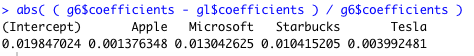 > abs( ( g6$coefficients - gl$coefficients ) / g6$coefficients )
(Intercept) Apple Microsoft Starbucks Tesla
0.019847024 0.001376348 0.013042625 0.010415205 0.003992481